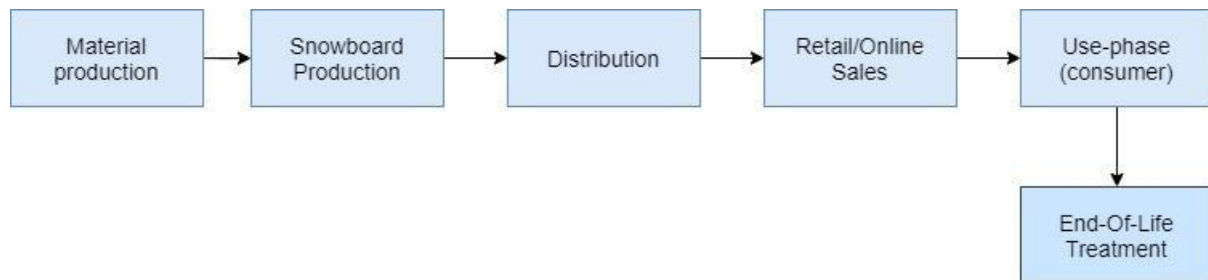 Material
production
Snowboard
Production
Distribution
Retail/Online
Sales
Use-phase
(consumer)
End-Of-Life
Treatment